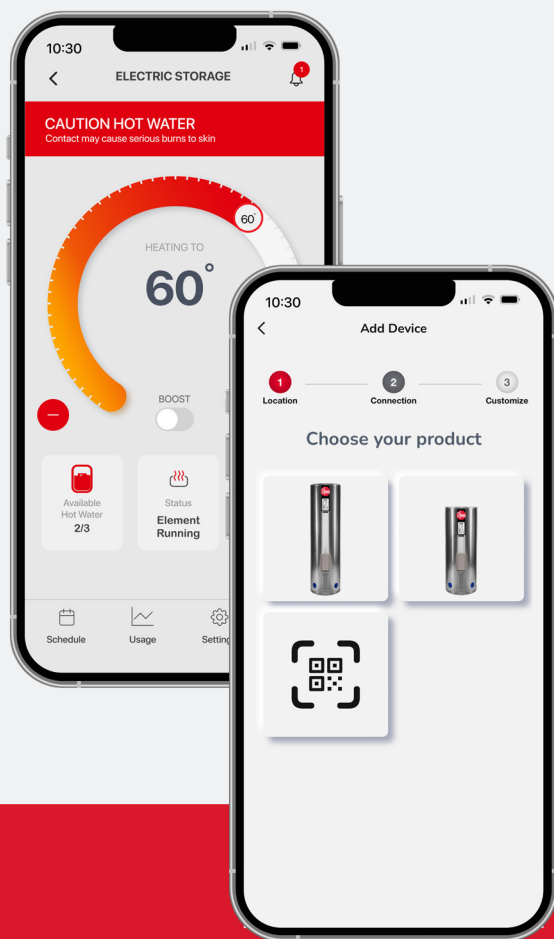 10:30
ELECTRIC STORAGE
1
CAUTION HOT WATER
Contact may cause serious burns to skin
60°
HEATING TO
60°
BOOST
Available
Hot Water
2/3
Status
Element
Running
Schedule
Usage
Setting
10:30
Add Device
1
2
3
Location
Connection
Customize
Choose your product